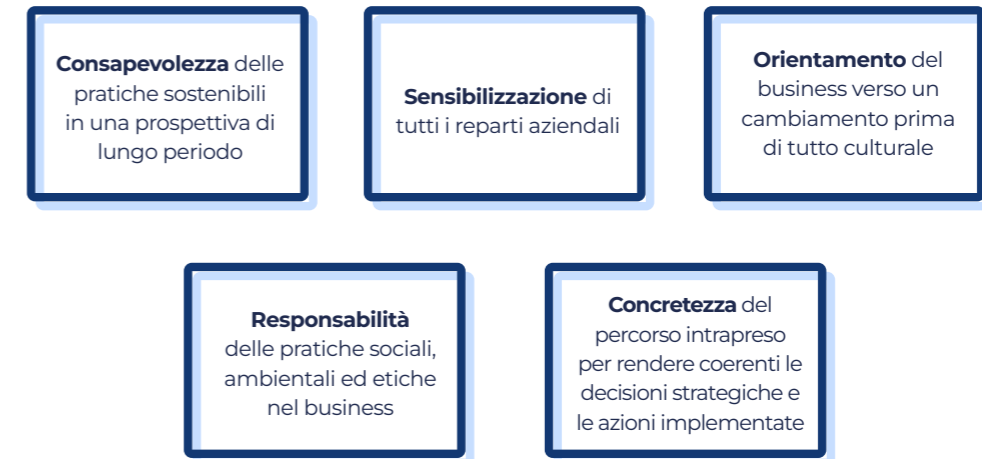 Consapevolezza delle
pratiche sostenibili
in una prospettiva di
lungo periodo
Sensibilizzazione di
tutti i reparti aziendali
Orientamento del
business verso un
cambiamento prima
di tutto culturale
Responsabilità
delle pratiche sociali,
ambientali ed etiche
nel business
Concretezza del
percorso intrapreso
per rendere coerenti le
decisioni strategiche e
le azioni implementate